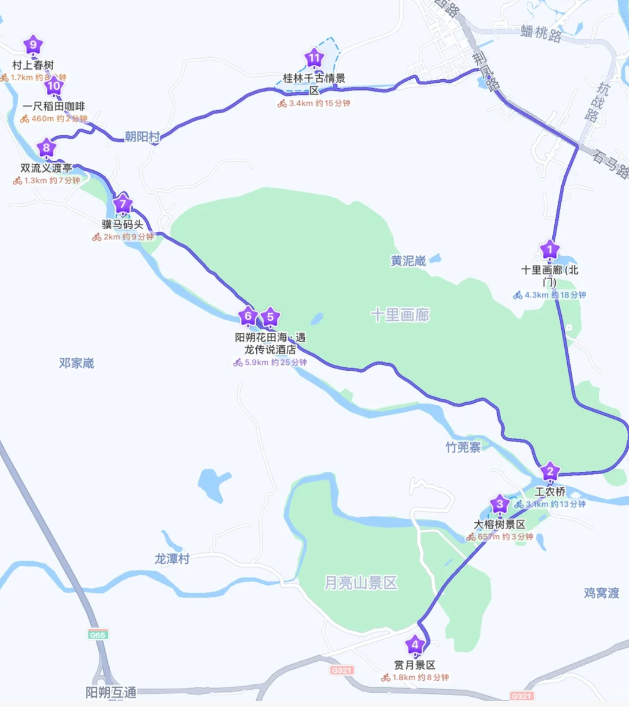 蟠桃路
抗战路
石马路
9
村上春树
1.7km 约8分钟
10
一尺稻田咖啡
460m 约2分钟
11
桂林千古情景
区
3.4km 约15分钟
朝阳村
8
双流义渡亭
1.3km 约7分钟
7
骥马码头
2km 约9分钟
1
十里画廊(北
门)
4.3km 约18分钟
黄泥崴
十里画廊
6
5
阳朔花田海·遇
龙传说酒店
5.9km 约25分钟
邓家崴
竹蔸寨
2
工农桥
3.1km 约13分钟
3
大榕树景区
657m 约3分钟
龙潭村
月亮山景区
鸡窝渡
G65
4
赏月景区
1.8km 约8分钟
G321
阳朔互通
G321